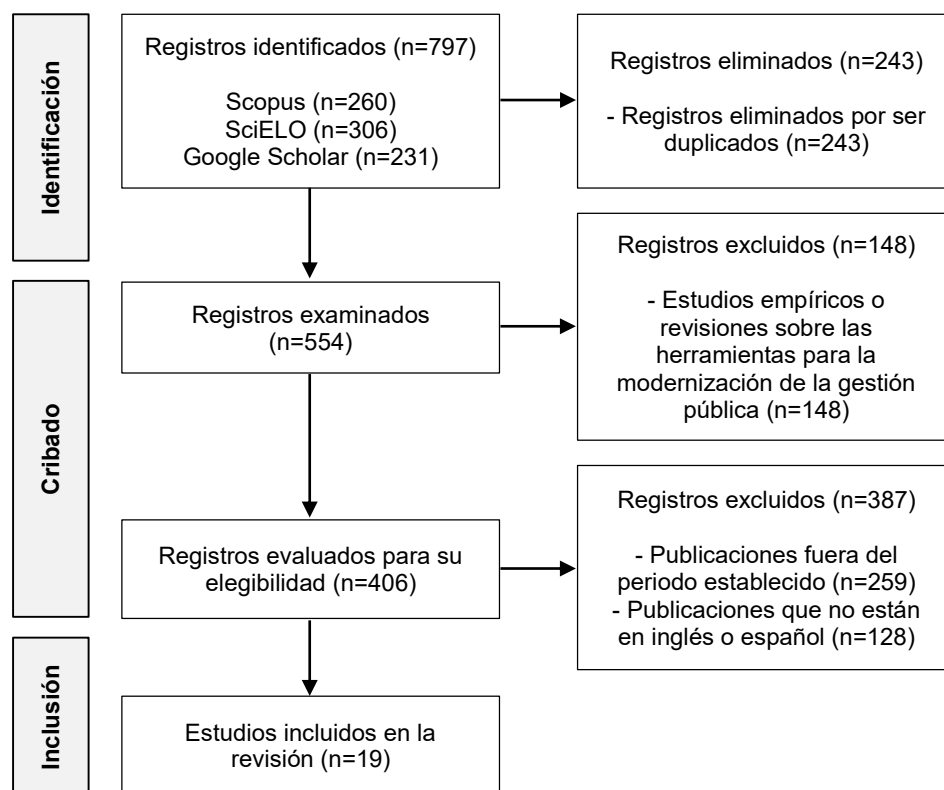 Identificación
Registros identificados (n=797)
Scopus (n=260)
SciELO (n=306)
Google Scholar (n=231)
Registros eliminados (n=243)
- Registros eliminados por ser
duplicados (n=243)
Cribado
Registros examinados
(n=554)
Registros excluidos (n=148)
- Estudios empíricos o
revisiones sobre las
herramientas para la
modernización de la gestión
pública (n=148)
Registros evaluados para su
elegibilidad (n=406)
Registros excluidos (n=387)
- Publicaciones fuera del
periodo establecido (n=259)
- Publicaciones que no están
en inglés o español (n=128)
Inclusión
Estudios incluidos en la
revisión (n=19)